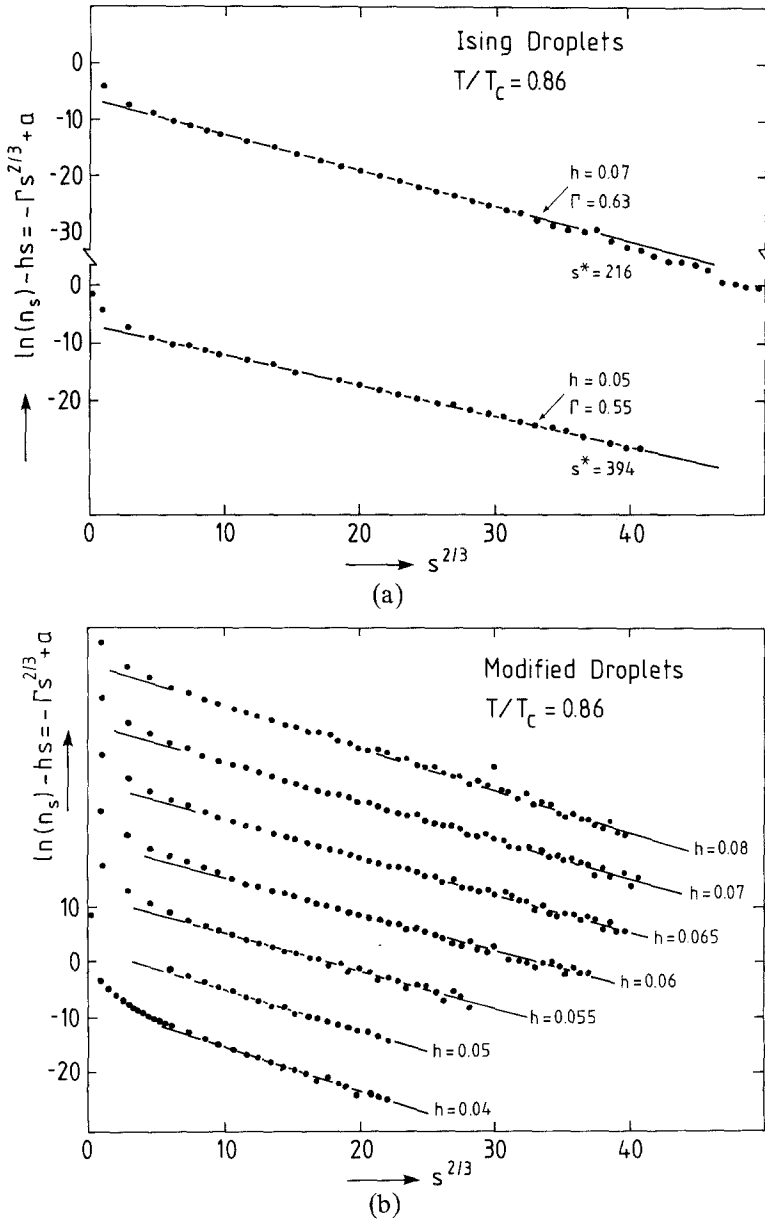 Ising Droplets
T/T_c = 0.86
ln(n_s) - hs = -Γs^{2/3} + a
0
-10
-20
-30
h = 0.07
Γ = 0.63
s* = 216
0
-10
-20
h = 0.05
Γ = 0.55
s* = 394
0
10
20
30
40
s^{2/3}
(a)
Modified Droplets
T/T_c = 0.86
ln(n_s) - hs = -Γs^{2/3} + a
h = 0.08
h = 0.07
h = 0.065
h = 0.06
10
0
-10
-20
h = 0.055
h = 0.05
h = 0.04
0
10
20
30
40
s^{2/3}
(b)